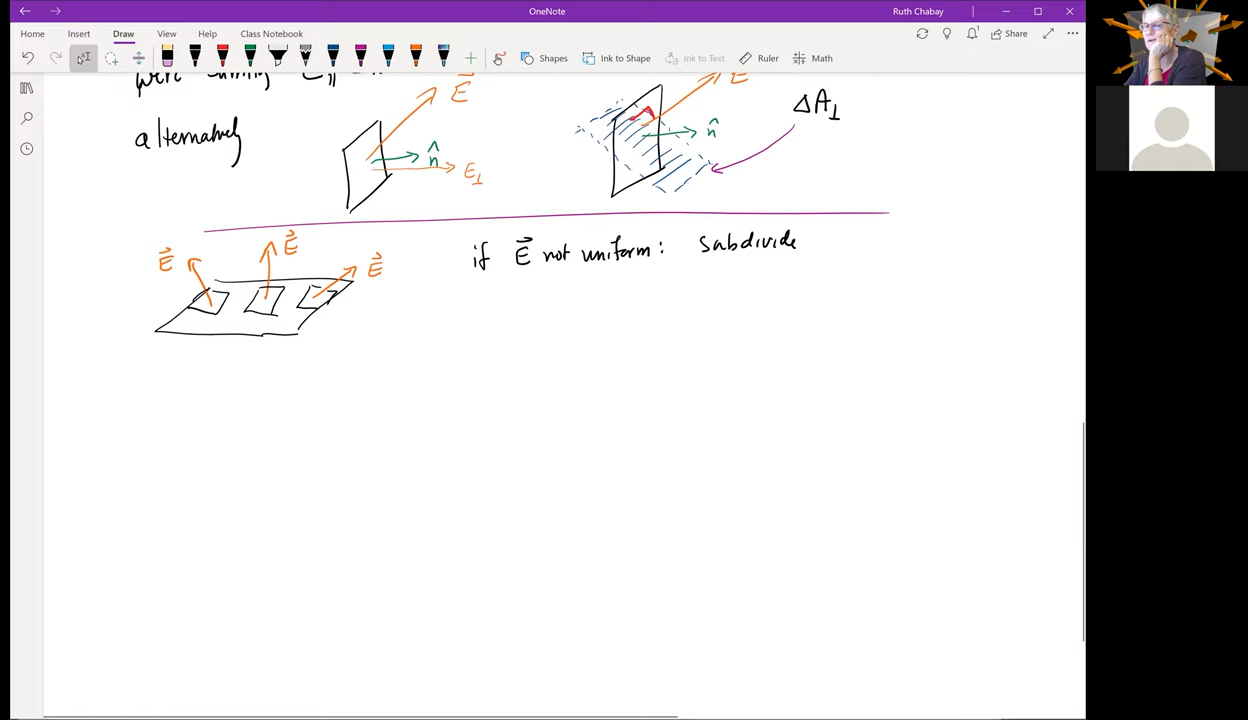 OneNote
Ruth Chabay
Home Insert Draw View Help Class Notebook
Share
Shapes Ink to Shape Ink to Text Ruler Math
were
E⃗
E
ΔA⊥
alternatively
n̂
E⊥
n̂
E⃗ E⃗ E⃗
if E⃗ not uniform: subdivide